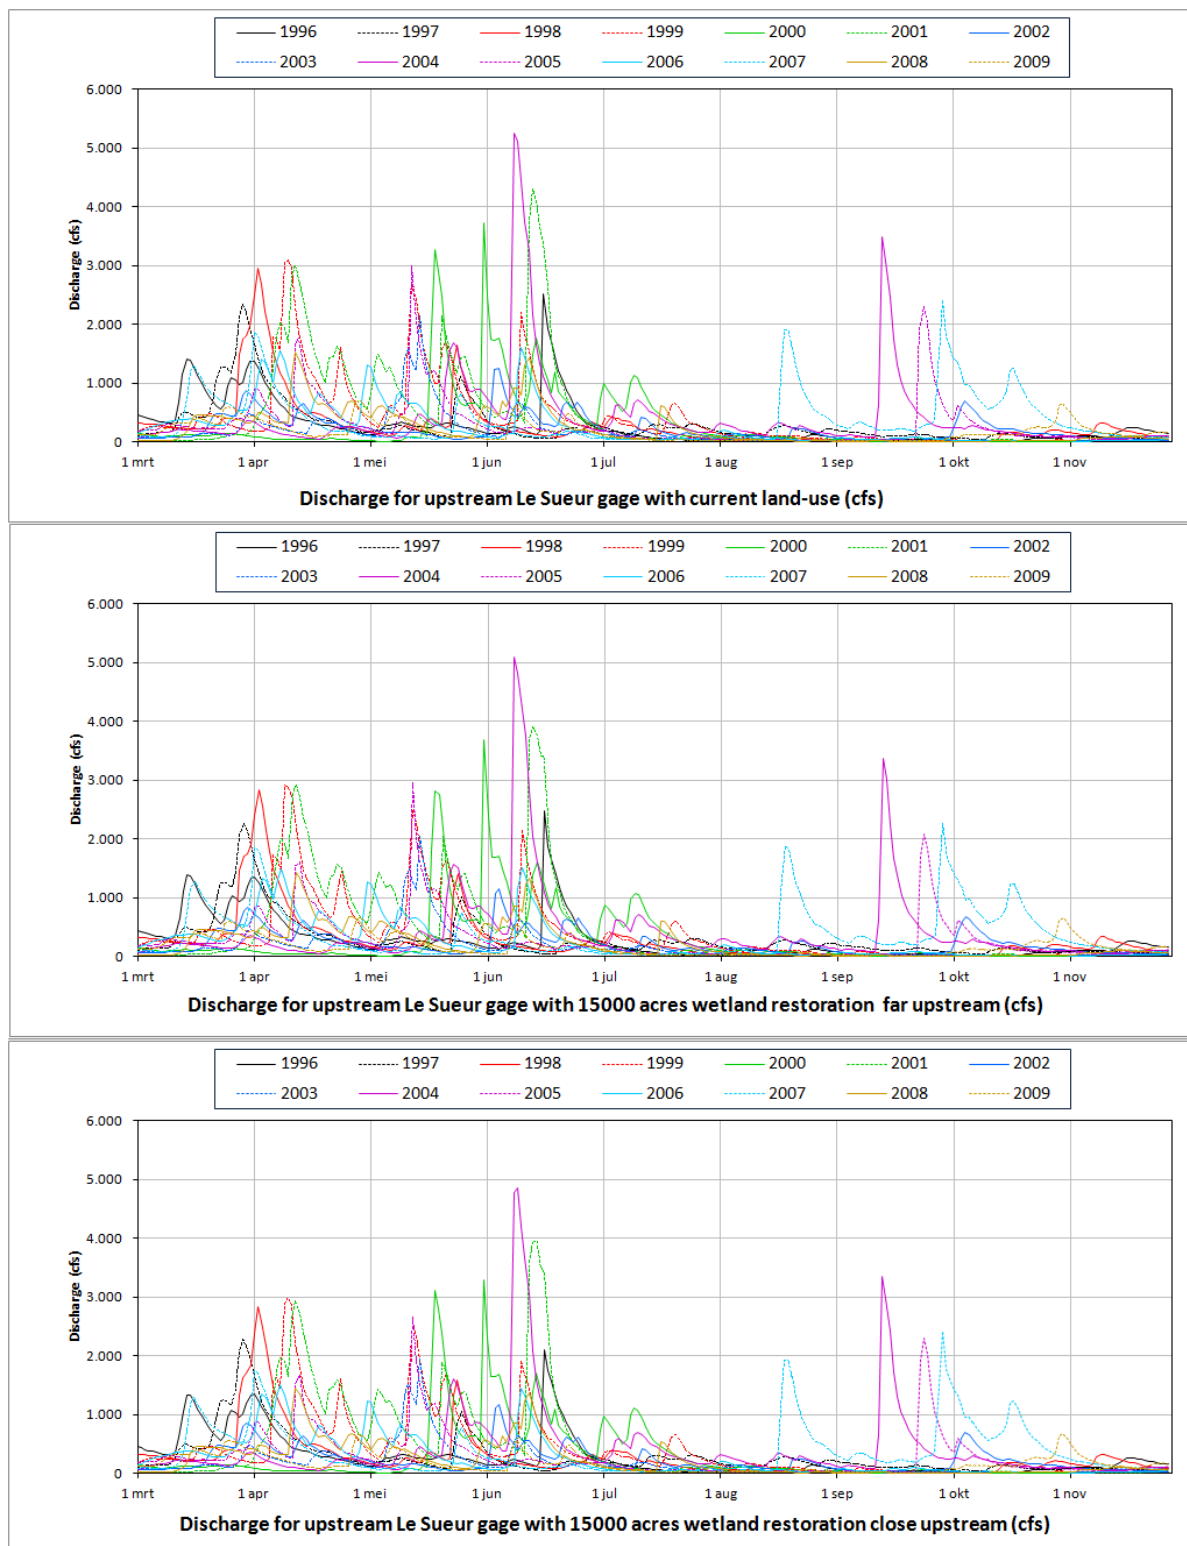 1996 1997 1998 1999 2000 2001 2002
2003 2004 2005 2006 2007 2008 2009
6.000
5.000
4.000
3.000
2.000
1.000
0
Discharge (cfs)
1 mrt 1 apr 1 mei 1 jun 1 jul 1 aug 1 sep 1 okt 1 nov
Discharge for upstream Le Sueur gage with current land-use (cfs)
1996 1997 1998 1999 2000 2001 2002
2003 2004 2005 2006 2007 2008 2009
6.000
5.000
4.000
3.000
2.000
1.000
0
Discharge (cfs)
1 mrt 1 apr 1 mei 1 jun 1 jul 1 aug 1 sep 1 okt 1 nov
Discharge for upstream Le Sueur gage with 15000 acres wetland restoration far upstream (cfs)
1996 1997 1998 1999 2000 2001 2002
2003 2004 2005 2006 2007 2008 2009
6.000
5.000
4.000
3.000
2.000
1.000
0
Discharge (cfs)
1 mrt 1 apr 1 mei 1 jun 1 jul 1 aug 1 sep 1 okt 1 nov
Discharge for upstream Le Sueur gage with 15000 acres wetland restoration close upstream (cfs)